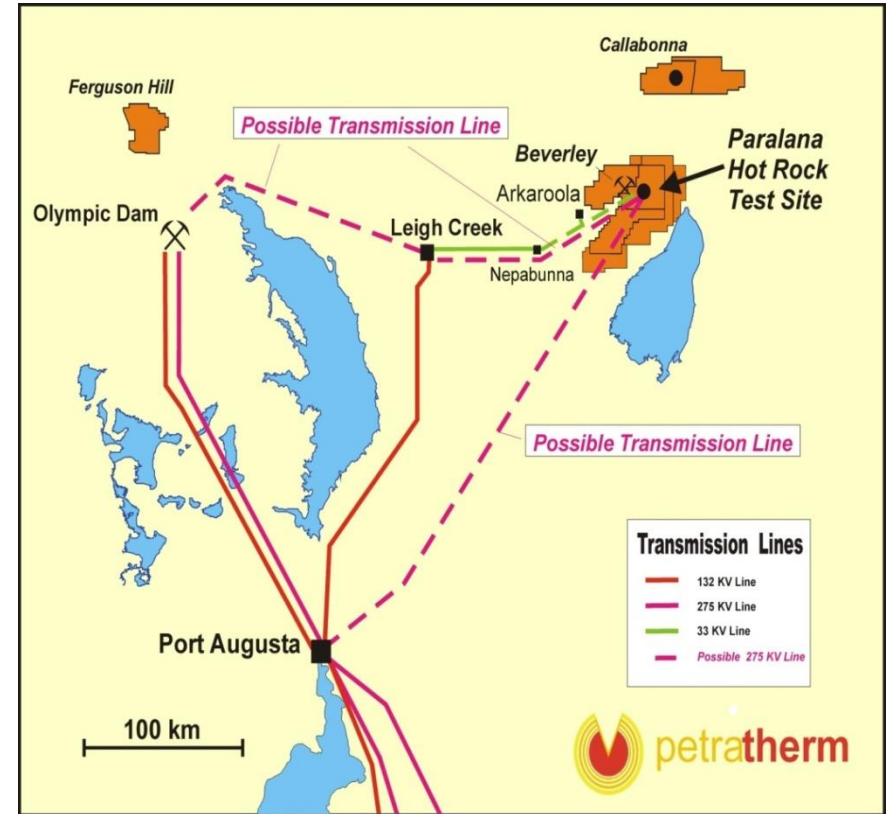 Callabonna
Ferguson Hill
Possible Transmission Line
Beverley
Paralana
Hot Rock
Test Site
Arkaroola
Olympic Dam
Leigh Creek
Nepabunna
Possible Transmission Line
Transmission Lines
132 KV Line
275 KV Line
33 KV Line
Possible 275 KV Line
Port Augusta
100 km
petratherm